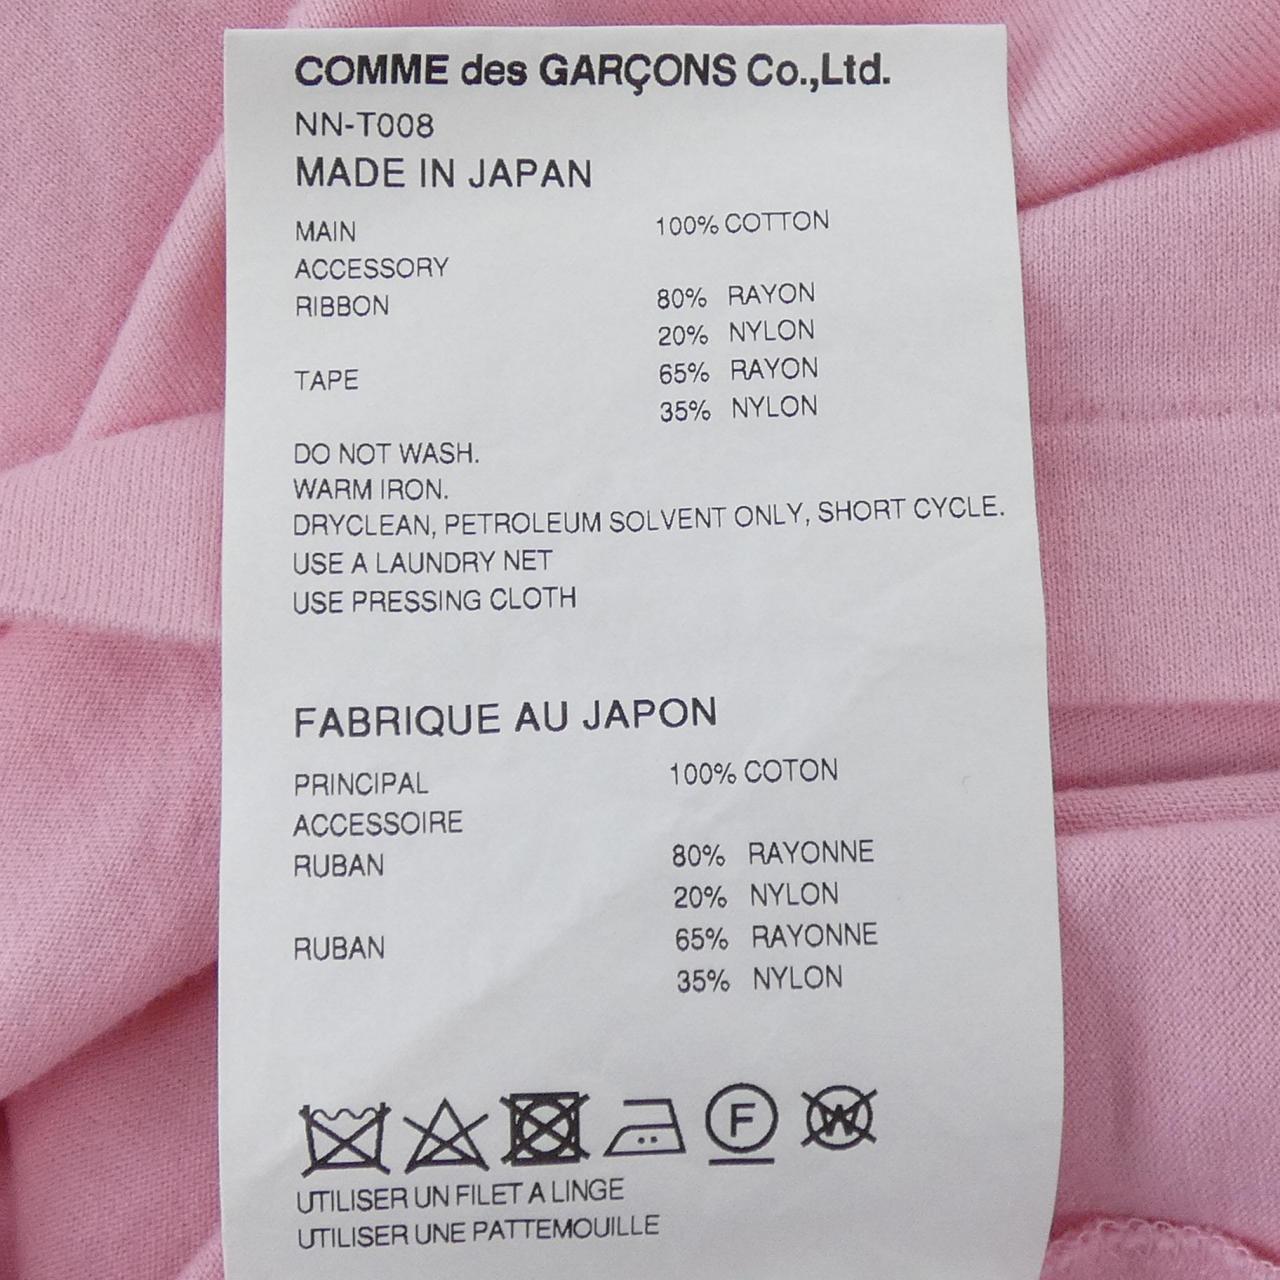 COMME des GARÇONS Co.,Ltd.
NN-T008
MADE IN JAPAN
MAIN 100% COTTON
ACCESSORY
RIBBON 80% RAYON
20% NYLON
TAPE 65% RAYON
35% NYLON
DO NOT WASH.
WARM IRON.
DRYCLEAN, PETROLEUM SOLVENT ONLY, SHORT CYCLE.
USE A LAUNDRY NET
USE PRESSING CLOTH
FABRIQUE AU JAPON
PRINCIPAL 100% COTON
ACCESSOIRE
RUBAN 80% RAYONNE
20% NYLON
RUBAN 65% RAYONNE
35% NYLON
F W
UTILISER UN FILET A LINGE
UTILISER UNE PATTEMOUILLE